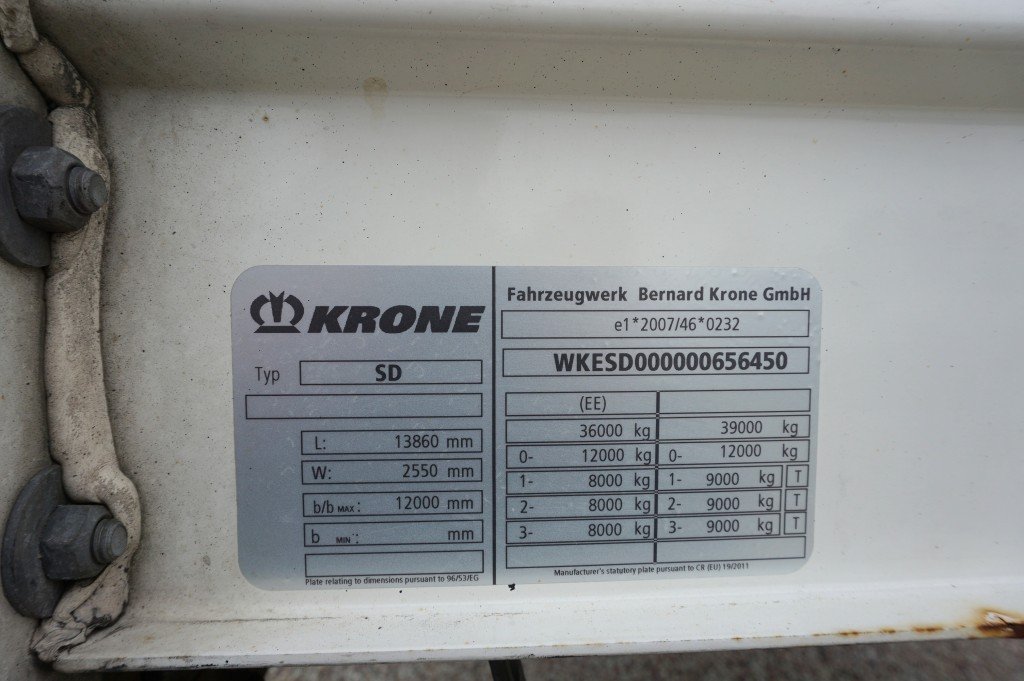 KRONE
Typ SD
L: 13860 mm
W: 2550 mm
b/b MAX: 12000 mm
b MIN: mm
Plate relating to dimensions pursuant to 96/53/EG
Fahrzeugwerk Bernard Krone GmbH
e1*2007/46*0232
WKESD000000656450
(EE)
36000 kg 39000 kg
0- 12000 kg 0- 12000 kg
1- 8000 kg 1- 9000 kg T
2- 8000 kg 2- 9000 kg T
3- 8000 kg 3- 9000 kg T
Manufacturer's statutory plate pursuant to CR (EU) 19/2011